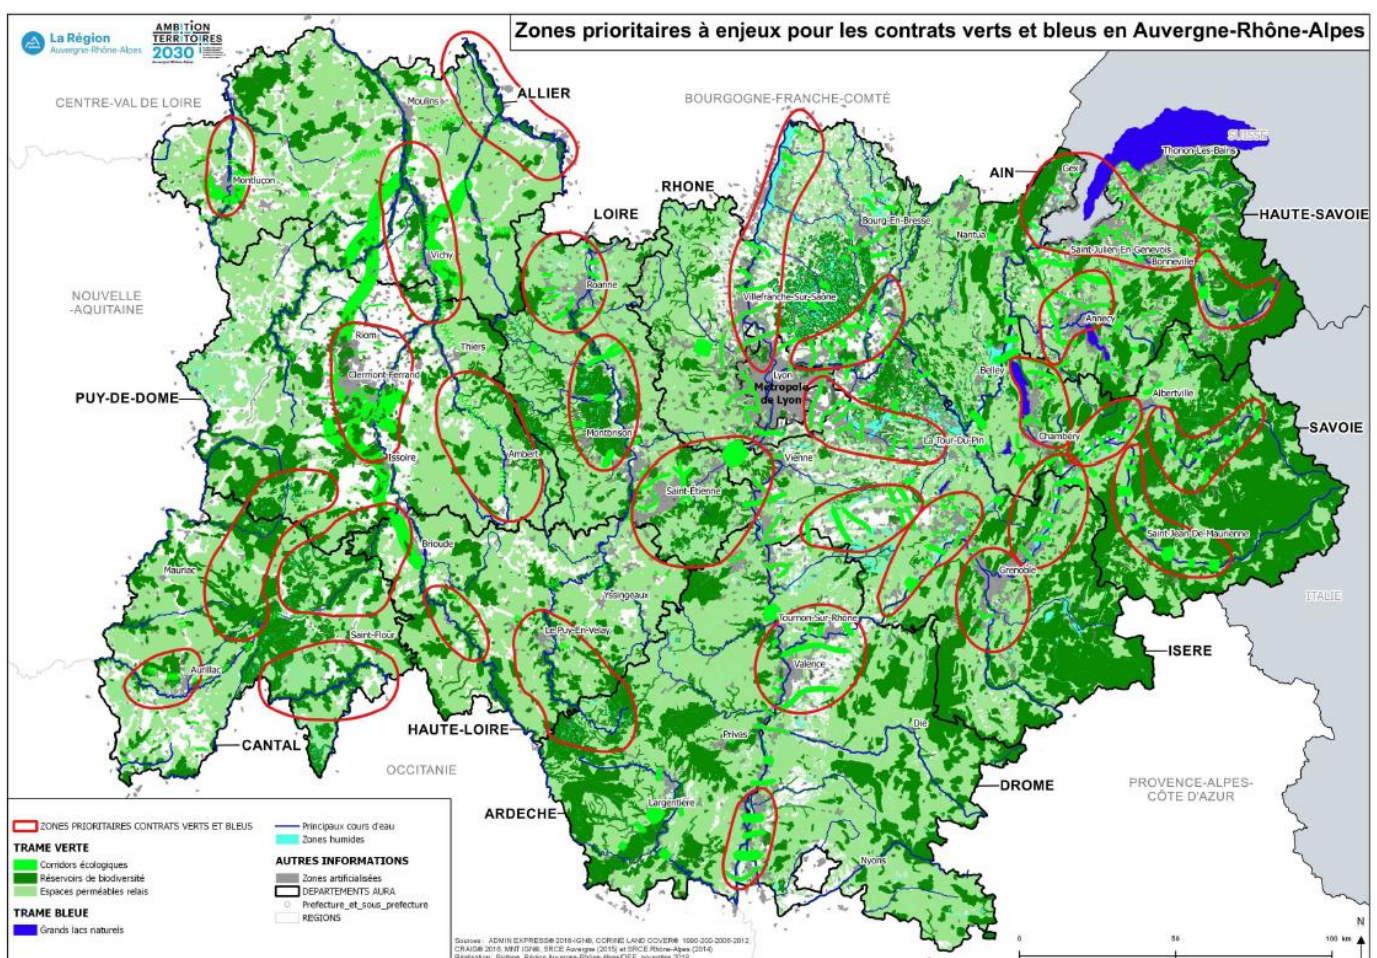 Zones prioritaires à enjeux pour les contrats verts et bleus en Auvergne-Rhône-Alpes
La Région
Auvergne-Rhône-Alpes
AMBITION
TERRITOIRES
2030
CENTRE-VAL DE LOIRE
BOURGOGNE-FRANCHE-COMTÉ
SUISSE
Thonon-Les-Bains
Moulins
ALLIER
Montluçon
AIN
Gex
RHONE
LOIRE
Bourg-En-Bresse
Nantua
HAUTE-SAVOIE
Saint-Julien-En-Genevois
Bonneville
Vichy
Roanne
NOUVELLE
-AQUITAINE
Villefranche-Sur-Saône
Annecy
Riom
Thiers
Clermont-Ferrand
Lyon
Métropole
de Lyon
Belley
Albertville
PUY-DE-DOME
SAVOIE
Montbrison
La Tour-Du-Pin
Chambéry
Ambert
Issoire
Vienne
Saint-Etienne
Saint-Jean-De-Maurienne
Brioude
Mauriac
Grenoble
Yssingeaux
ITALIE
Tournon-Sur-Rhône
Saint-Flour
Le Puy-En-Velay
ISERE
Aurillac
Valence
HAUTE-LOIRE
Die
Privas
CANTAL
OCCITANIE
DROME
PROVENCE-ALPES-
CÔTE D'AZUR
Largentière
ARDECHE
Nyons
ZONES PRIORITAIRES CONTRATS VERTS ET BLEUS
TRAME VERTE
Corridors écologiques
Réservoirs de biodiversité
Espaces perméables relais
TRAME BLEUE
Grands lacs naturels
Principaux cours d'eau
Zones humides
AUTRES INFORMATIONS
Zones artificialisées
DEPARTEMENTS AURA
Prefecture_et_sous_prefecture
REGIONS
N
0 50 100 km